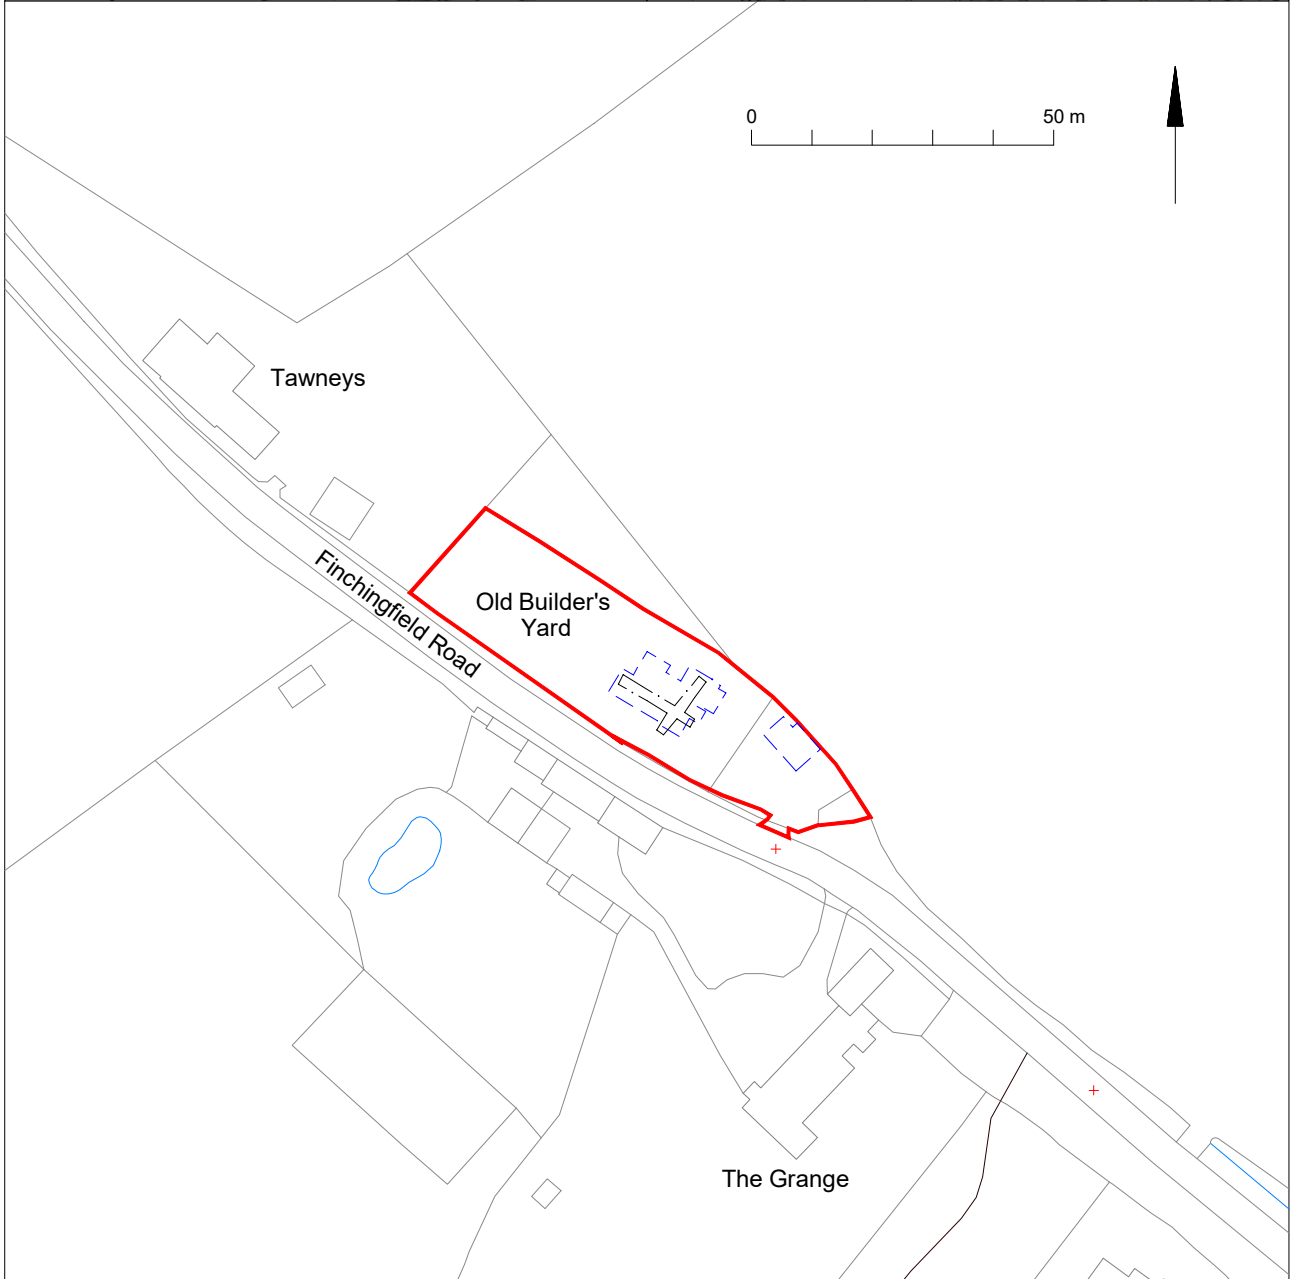 0 50 m
Tawneys
Finchingfield Road
Old Builder's
Yard
The Grange